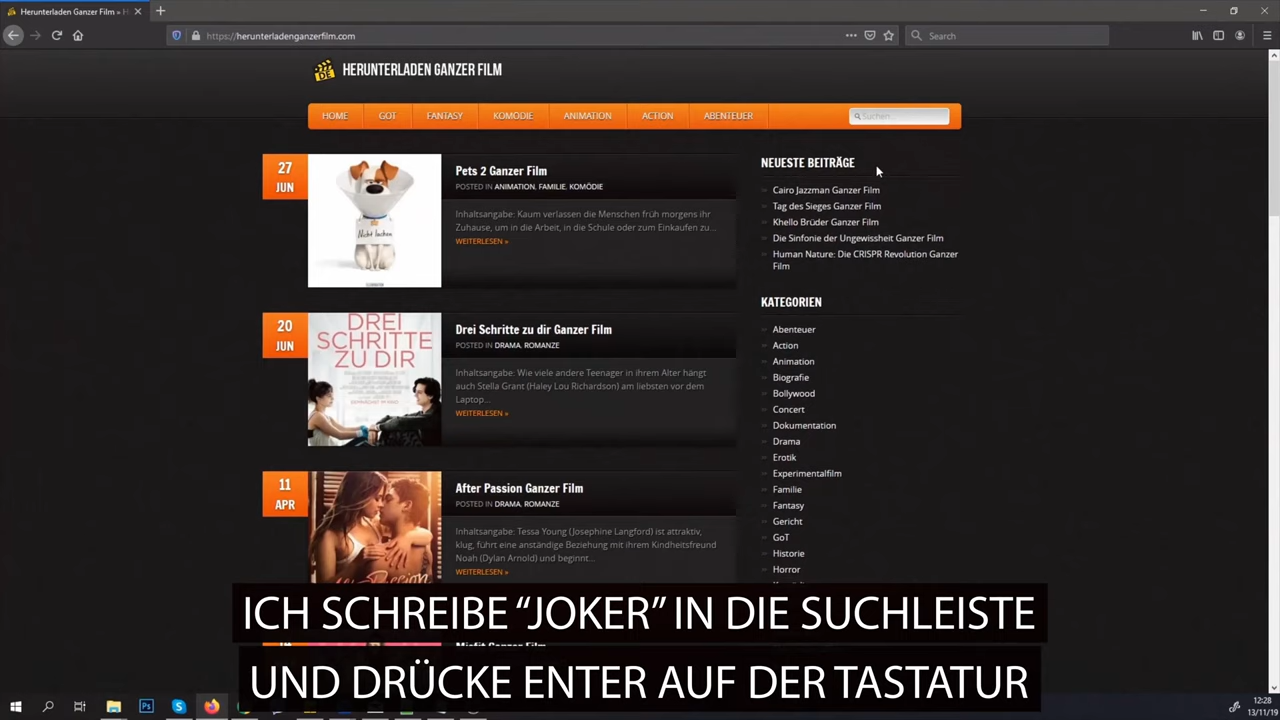 Herunterladen Ganzer Film » H
https://herunterladenganzerfilm.com
Search
DE
HERUNTERLADEN GANZER FILM
HOME GOT FANTASY KOMÖDIE ANIMATION ACTION ABENTEUER Suchen...
27
JUN
Nicht lachen
Pets 2 Ganzer Film
POSTED IN ANIMATION, FAMILIE, KOMÖDIE
Inhaltsangabe: Kaum verlassen die Menschen früh morgens ihr
Zuhause, um in die Arbeit, in die Schule oder zum Einkaufen zu...
WEITERLESEN »
20
JUN
DREI
SCHRITTE
ZU DIR
Drei Schritte zu dir Ganzer Film
POSTED IN DRAMA, ROMANZE
Inhaltsangabe: Wie viele andere Teenager in ihrem Alter hängt
auch Stella Grant (Haley Lou Richardson) am liebsten vor dem
Laptop...
WEITERLESEN »
11
APR
After Passion Ganzer Film
POSTED IN DRAMA, ROMANZE
Inhaltsangabe: Tessa Young (Josephine Langford) ist attraktiv,
klug, führt eine anständige Beziehung mit ihrem Kindheitsfreund
Noah (Dylan Arnold) und beginnt...
WEITERLESEN »
Misfit Ganzer Film
NEUESTE BEITRÄGE
Cairo Jazzman Ganzer Film
Tag des Sieges Ganzer Film
Khello Brüder Ganzer Film
Die Sinfonie der Ungewissheit Ganzer Film
Human Nature: Die CRISPR Revolution Ganzer
Film
KATEGORIEN
Abenteuer
Action
Animation
Biografie
Bollywood
Concert
Dokumentation
Drama
Erotik
Experimentalfilm
Familie
Fantasy
Gericht
GoT
Historie
Horror
ICH SCHREIBE “JOKER” IN DIE SUCHLEISTE
UND DRÜCKE ENTER AUF DER TASTATUR
Ps
12:28
13/11/19